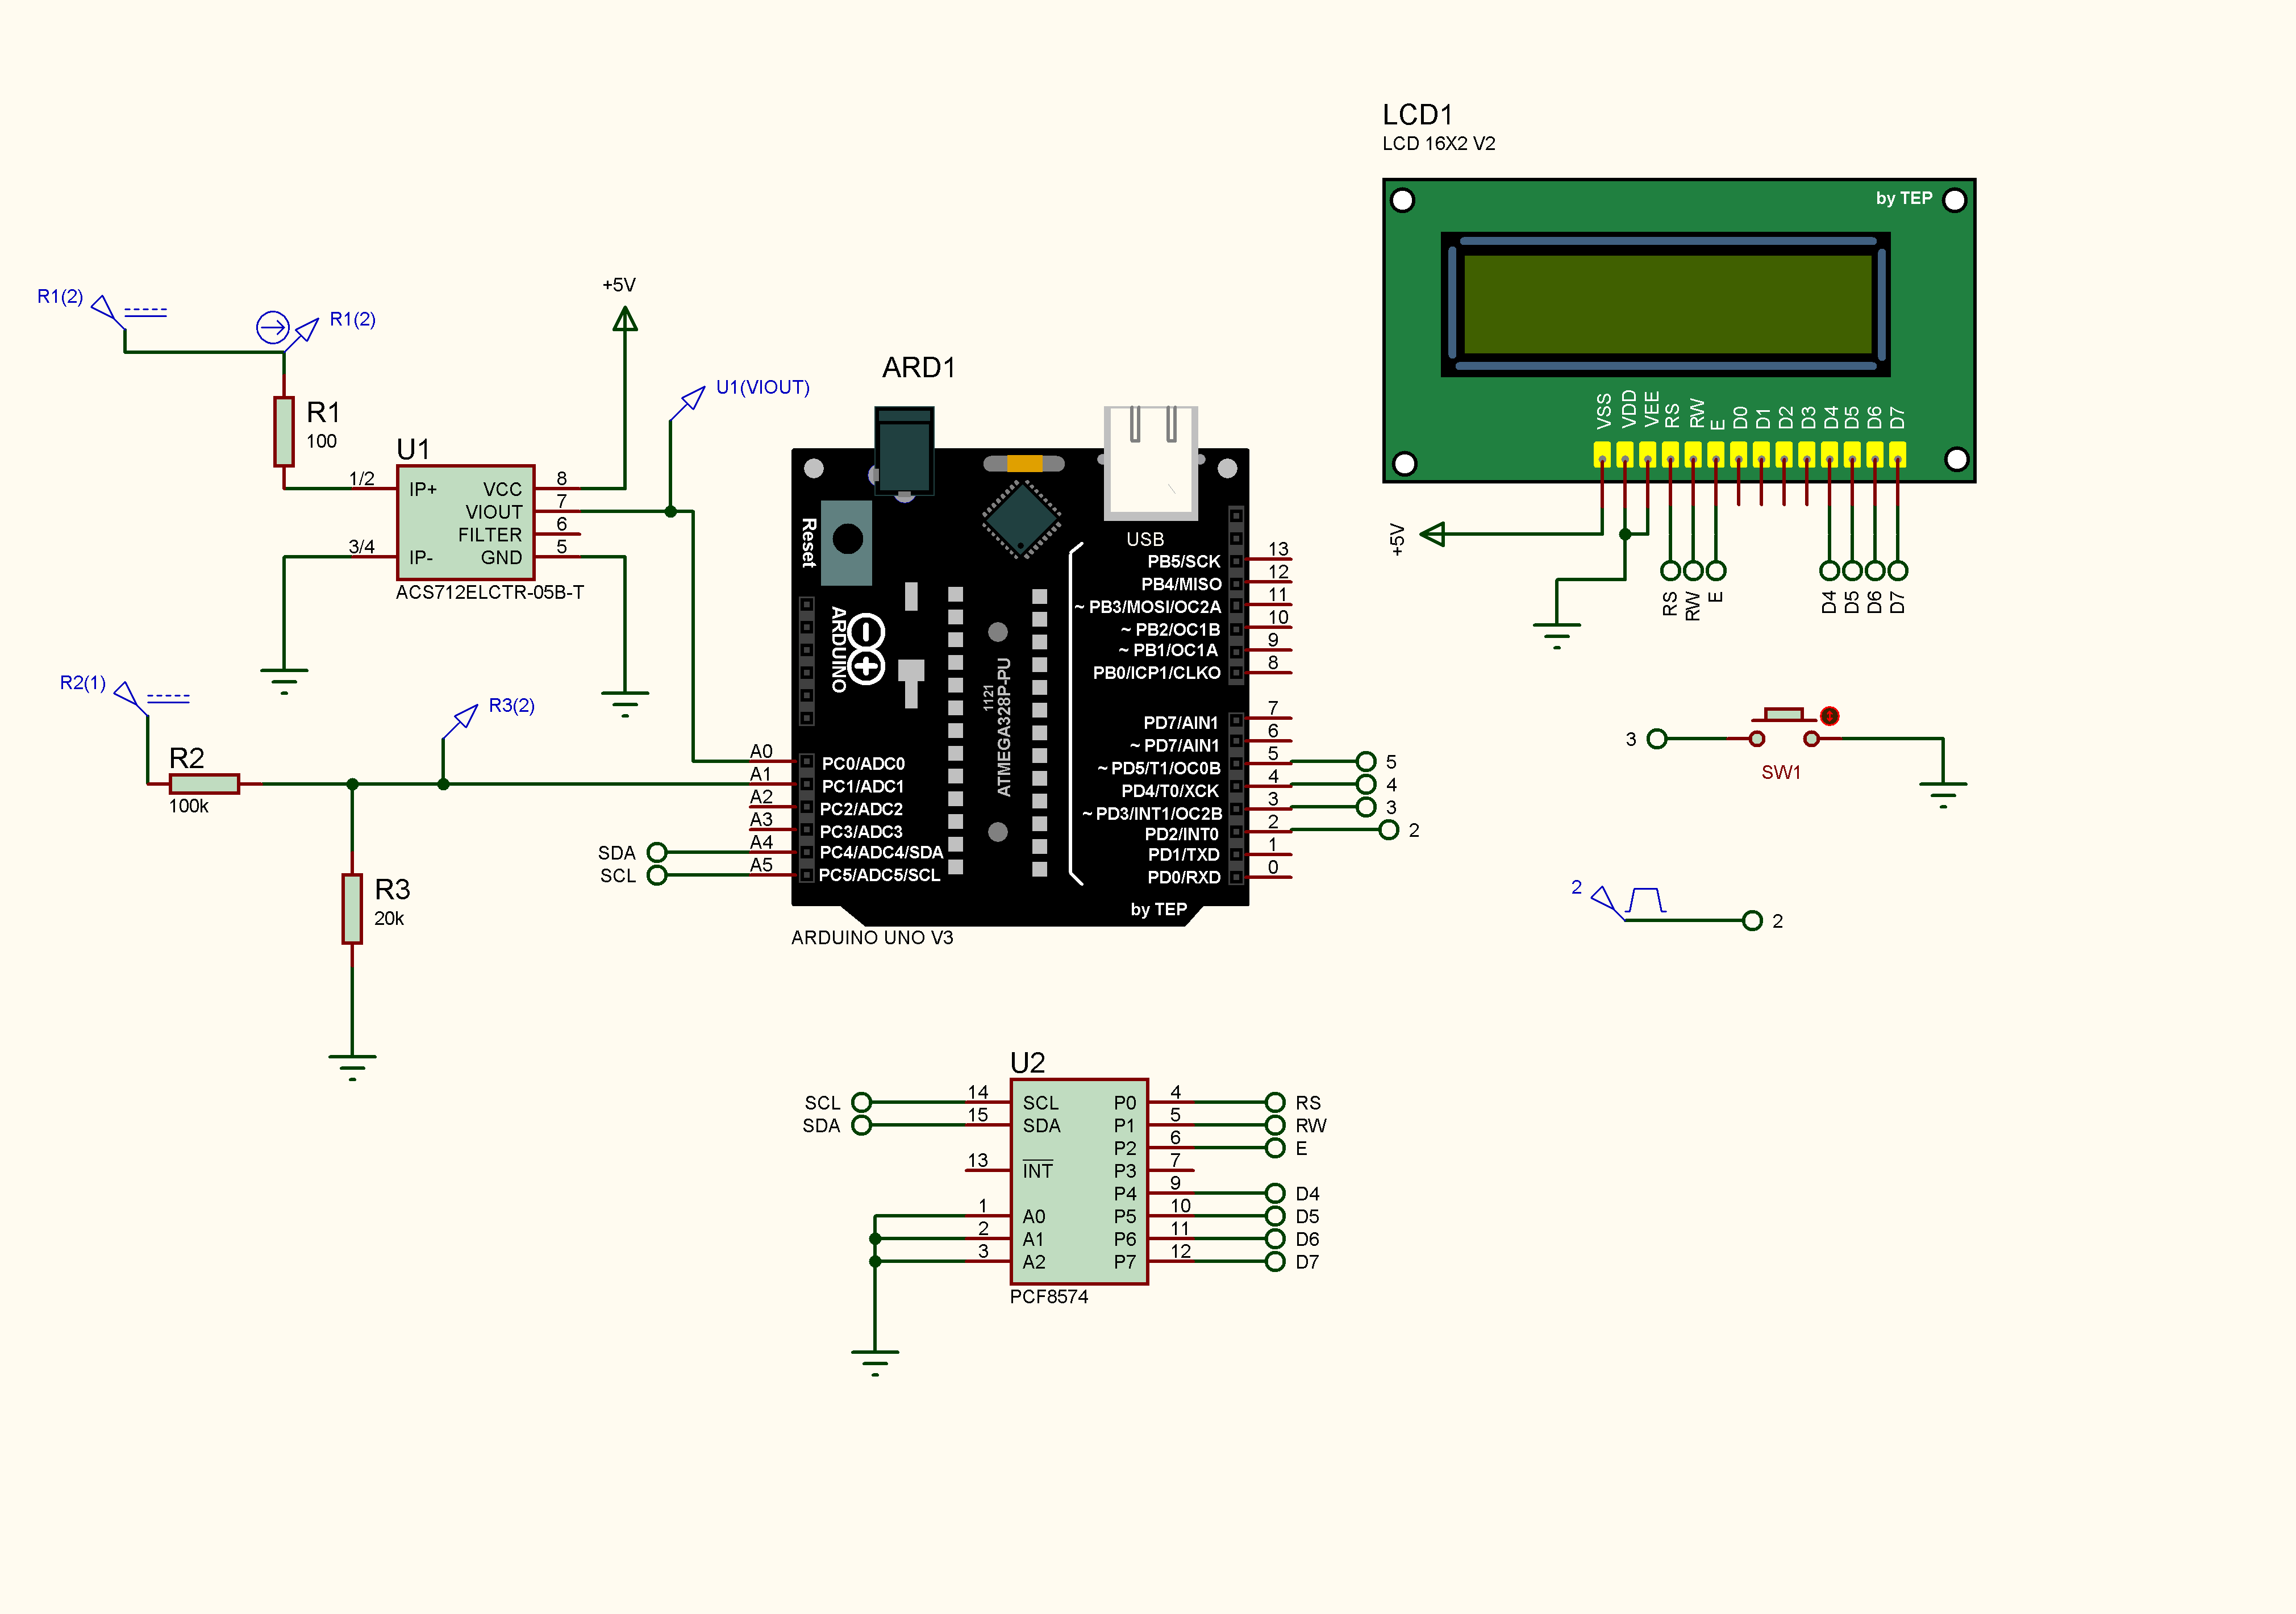 LCD1
LCD 16X2 V2
by TEP
VSS
VDD
VEE
RS
RW
E
D0
D1
D2
D3
D4
D5
D6
D7
+5V
RS
RW
E
D4
D5
D6
D7
R1(2)
R1(2)
+5V
U1(VIOUT)
R1
100
U1
1/2
IP+
3/4
IP-
VCC
8
VIOUT
7
FILTER
6
GND
5
ACS712ELCTR-05B-T
R2(1)
R3(2)
R2
100k
R3
20k
SDA
SCL
ARD1
Reset
ARDUINO
USB
1121
ATMEGA328P-PU
A0
PC0/ADC0
A1
PC1/ADC1
A2
PC2/ADC2
A3
PC3/ADC3
A4
PC4/ADC4/SDA
A5
PC5/ADC5/SCL
PB5/SCK
13
PB4/MISO
12
~ PB3/MOSI/OC2A
11
~ PB2/OC1B
10
~ PB1/OC1A
9
PB0/ICP1/CLKO
8
PD7/AIN1
7
~ PD7/AIN1
6
~ PD5/T1/OC0B
5
5
PD4/T0/XCK
4
4
~ PD3/INT1/OC2B
3
3
PD2/INT0
2
2
PD1/TXD
1
PD0/RXD
0
by TEP
ARDUINO UNO V3
3
SW1
2
2
U2
SCL
14
SCL
SDA
15
SDA
13
INT
1
A0
2
A1
3
A2
P0
4
RS
P1
5
RW
P2
6
E
P3
7
P4
9
D4
P5
10
D5
P6
11
D6
P7
12
D7
PCF8574